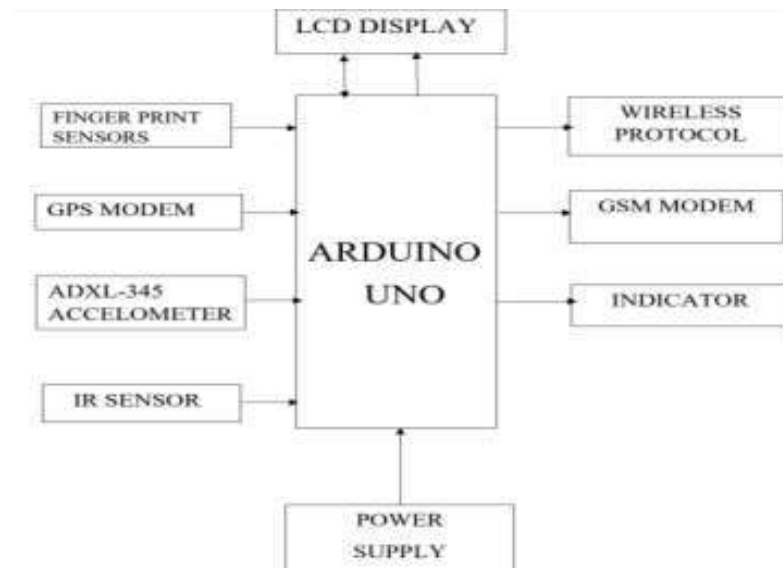 LCD DISPLAY
FINGER PRINT
SENSORS
GPS MODEM
ADXL-345
ACCELOMETER
IR SENSOR
ARDUINO
UNO
WIRELESS
PROTOCOL
GSM MODEM
INDICATOR
POWER
SUPPLY